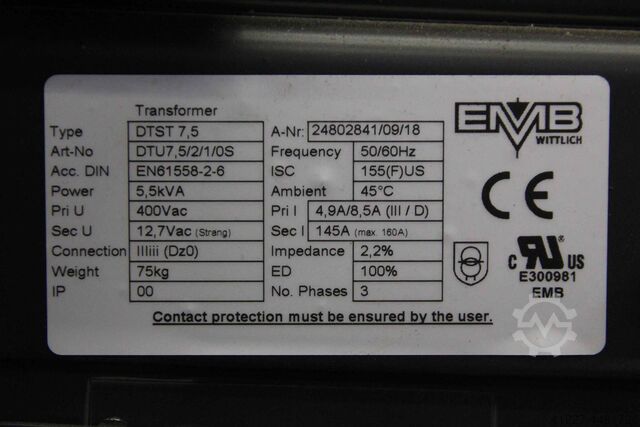 Transformer
Type DTST 7,5 A-Nr: 24802841/09/18
Art-No DTU7,5/2/1/0S Frequency 50/60Hz
Acc. DIN EN61558-2-6 ISC 155(F)US
Power 5,5kVA Ambient 45°C
Pri U 400Vac Pri I 4,9A/8,5A (III / D)
Sec U 12,7Vac (Strang) Sec I 145A (max. 160A)
Connection IIIiii (Dz0) Impedance 2,2%
Weight 75kg ED 100%
IP 00 No. Phases 3
Contact protection must be ensured by the user.
EMB
WITTLICH
CE
c RU US
E300981
EMB